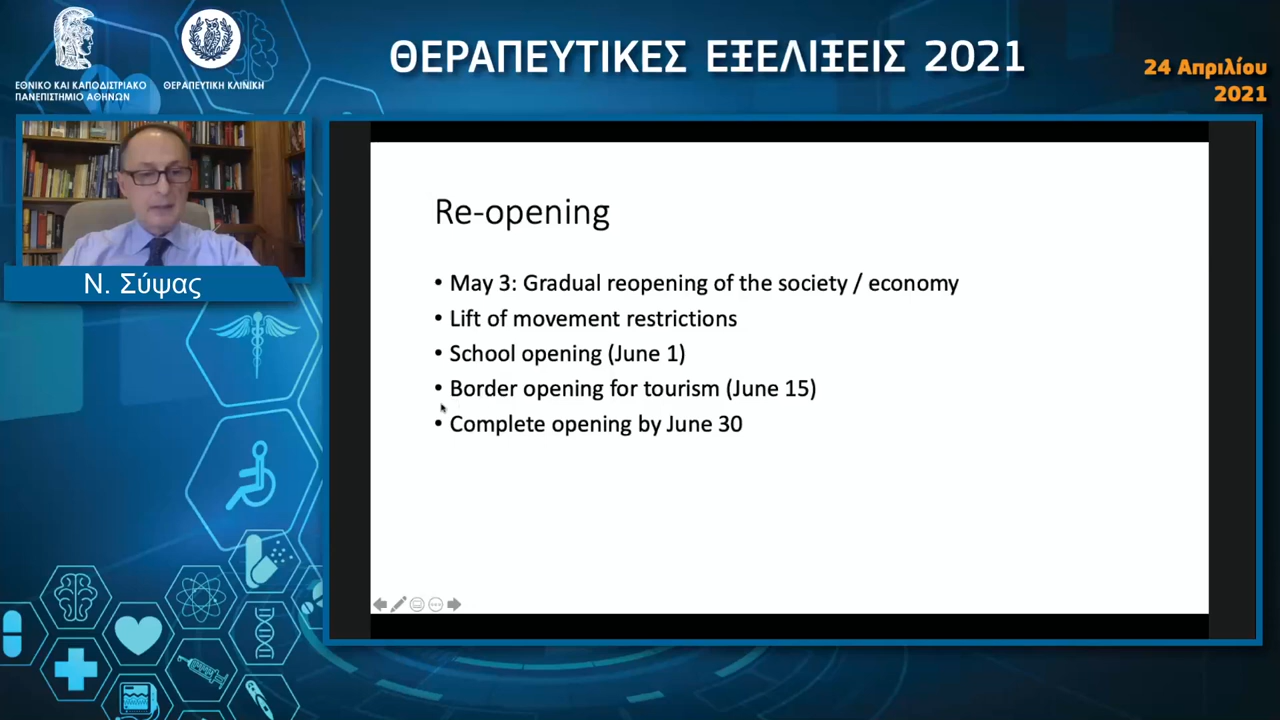 ΘΕΡΑΠΕΥΤΙΚΕΣ ΕΞΕΛΙΞΕΙΣ 2021
24 Απριλίου
2021
ΕΘΝΙΚΟ ΚΑΙ ΚΑΠΟΔΙΣΤΡΙΑΚΟ
ΠΑΝΕΠΙΣΤΗΜΙΟ ΑΘΗΝΩΝ
ΘΕΡΑΠΕΥΤΙΚΗ ΚΛΙΝΙΚΗ
Ν. Σύψας
Re-opening
• May 3: Gradual reopening of the society / economy
• Lift of movement restrictions
• School opening (June 1)
• Border opening for tourism (June 15)
• Complete opening by June 30